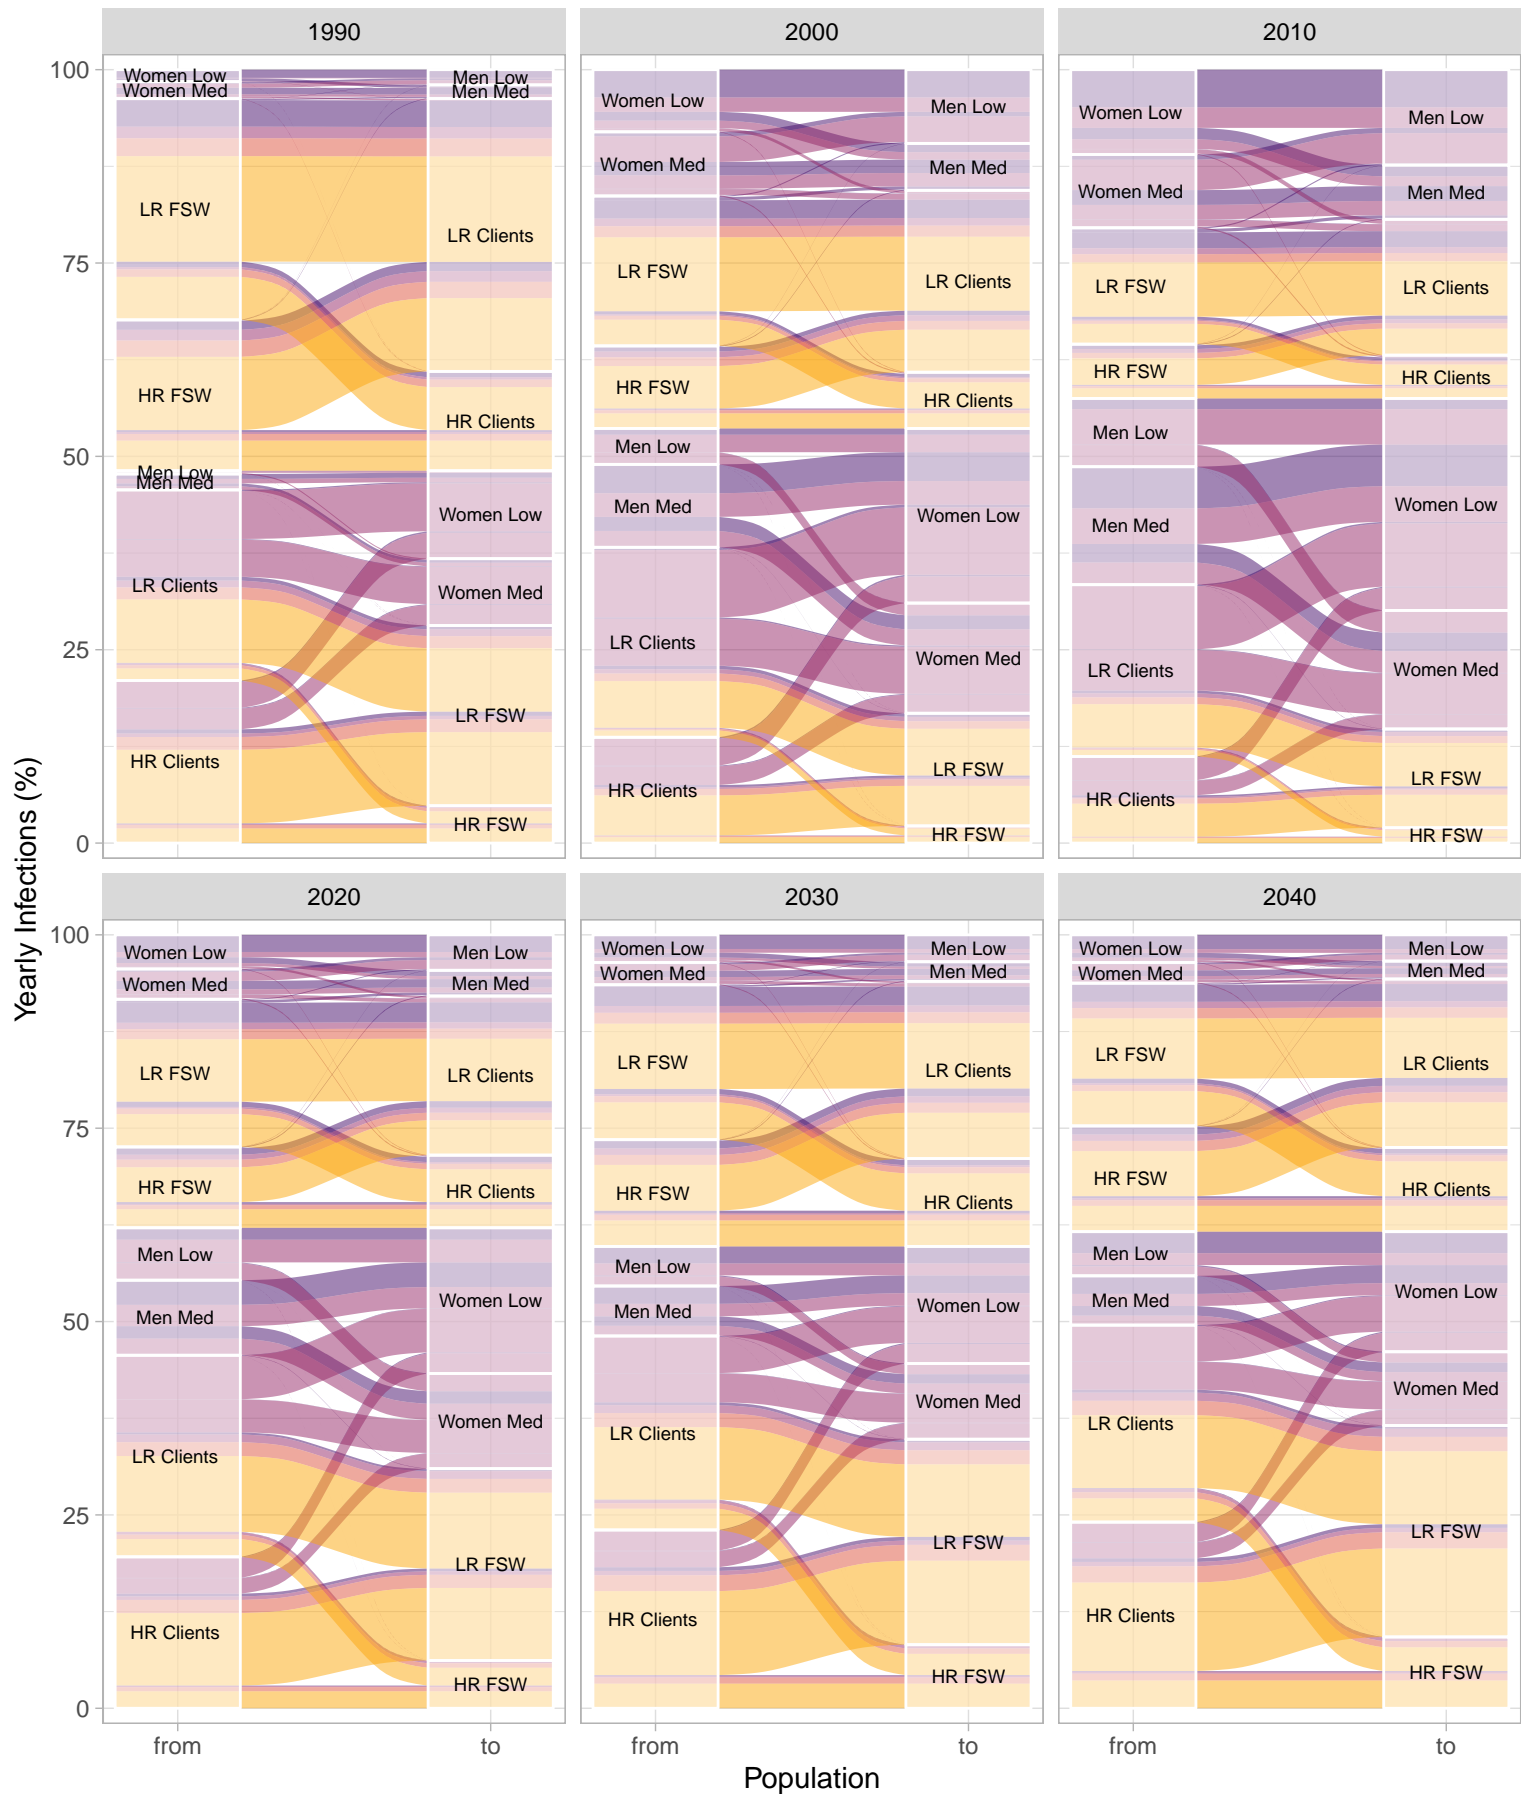 1990
2000
2010
Yearly Infections (%)
100
75
50
25
0
Women Low
Women Med
LR FSW
HR FSW
Men Low
Men Med
LR Clients
HR Clients
Men Low
Men Med
LR Clients
HR Clients
Women Low
Women Med
LR FSW
HR FSW
Women Low
Women Med
LR FSW
HR FSW
Men Low
Men Med
LR Clients
HR Clients
Men Low
Men Med
LR Clients
HR Clients
Women Low
Women Med
LR FSW
HR FSW
Women Low
Women Med
LR FSW
HR FSW
Men Low
Men Med
LR Clients
HR Clients
Men Low
Men Med
LR Clients
HR Clients
Women Low
Women Med
LR FSW
HR FSW
2020
2030
2040
100
75
50
25
0
Women Low
Women Med
LR FSW
HR FSW
Men Low
Men Med
LR Clients
HR Clients
Men Low
Men Med
LR Clients
HR Clients
Women Low
Women Med
LR FSW
HR FSW
Women Low
Women Med
LR FSW
HR FSW
Men Low
Men Med
LR Clients
HR Clients
Men Low
Men Med
LR Clients
HR Clients
Women Low
Women Med
LR FSW
HR FSW
Women Low
Women Med
LR FSW
HR FSW
Men Low
Men Med
LR Clients
HR Clients
Men Low
Men Med
LR Clients
HR Clients
Women Low
Women Med
LR FSW
HR FSW
from
to
from
to
from
to
Population